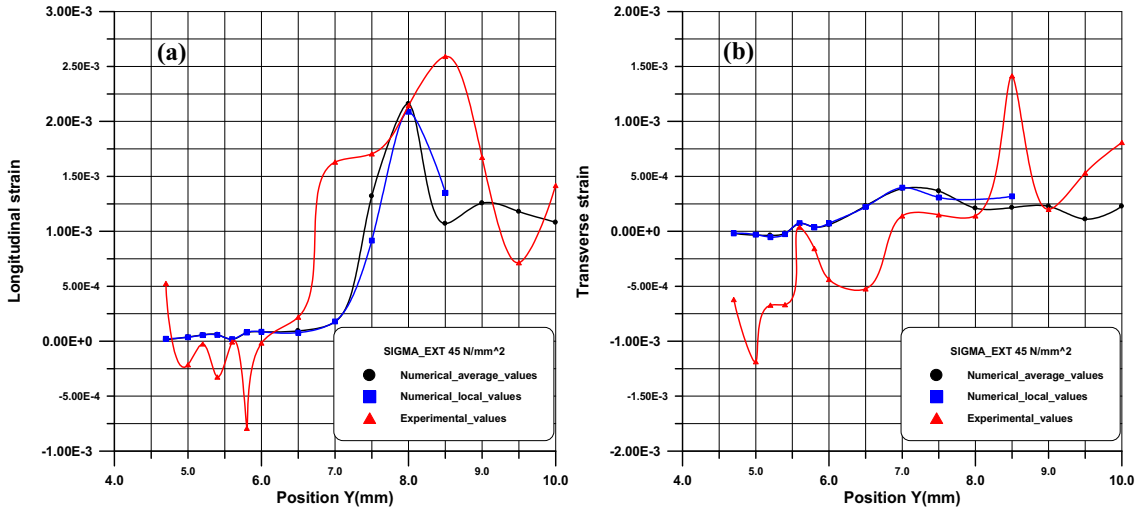 3.00E-3
2.50E-3
2.00E-3
1.50E-3
1.00E-3
5.00E-4
0.00E+0
-5.00E-4
-1.00E-3
Longitudinal strain
(a)
SIGMA_EXT 45 N/mm^2
Numerical_average_values
Numerical_local_values
Experimental_values
4.0 5.0 6.0 7.0 8.0 9.0 10.0
Position Y(mm)
2.00E-3
1.50E-3
1.00E-3
5.00E-4
0.00E+0
-5.00E-4
-1.00E-3
-1.50E-3
-2.00E-3
Transverse strain
(b)
SIGMA_EXT 45 N/mm^2
Numerical_average_values
Numerical_local_values
Experimental_values
4.0 5.0 6.0 7.0 8.0 9.0 10.0
Position Y(mm)